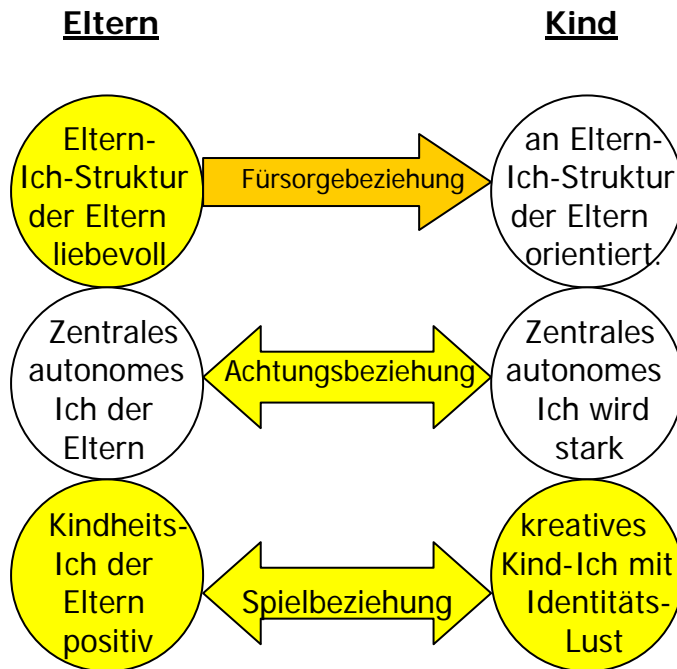 Eltern
Kind
Eltern-
Ich-Struktur
der Eltern
liebevoll
Fürsorgebeziehung
an Eltern-
Ich-Struktur
der Eltern
orientiert.
Zentrales
autonomes
Ich der
Eltern
Achtungsbeziehung
Zentrales
autonomes
Ich wird
stark
Kindheits-
Ich der
Eltern
positiv
Spielbeziehung
kreatives
Kind-Ich mit
Identitäts-
Lust